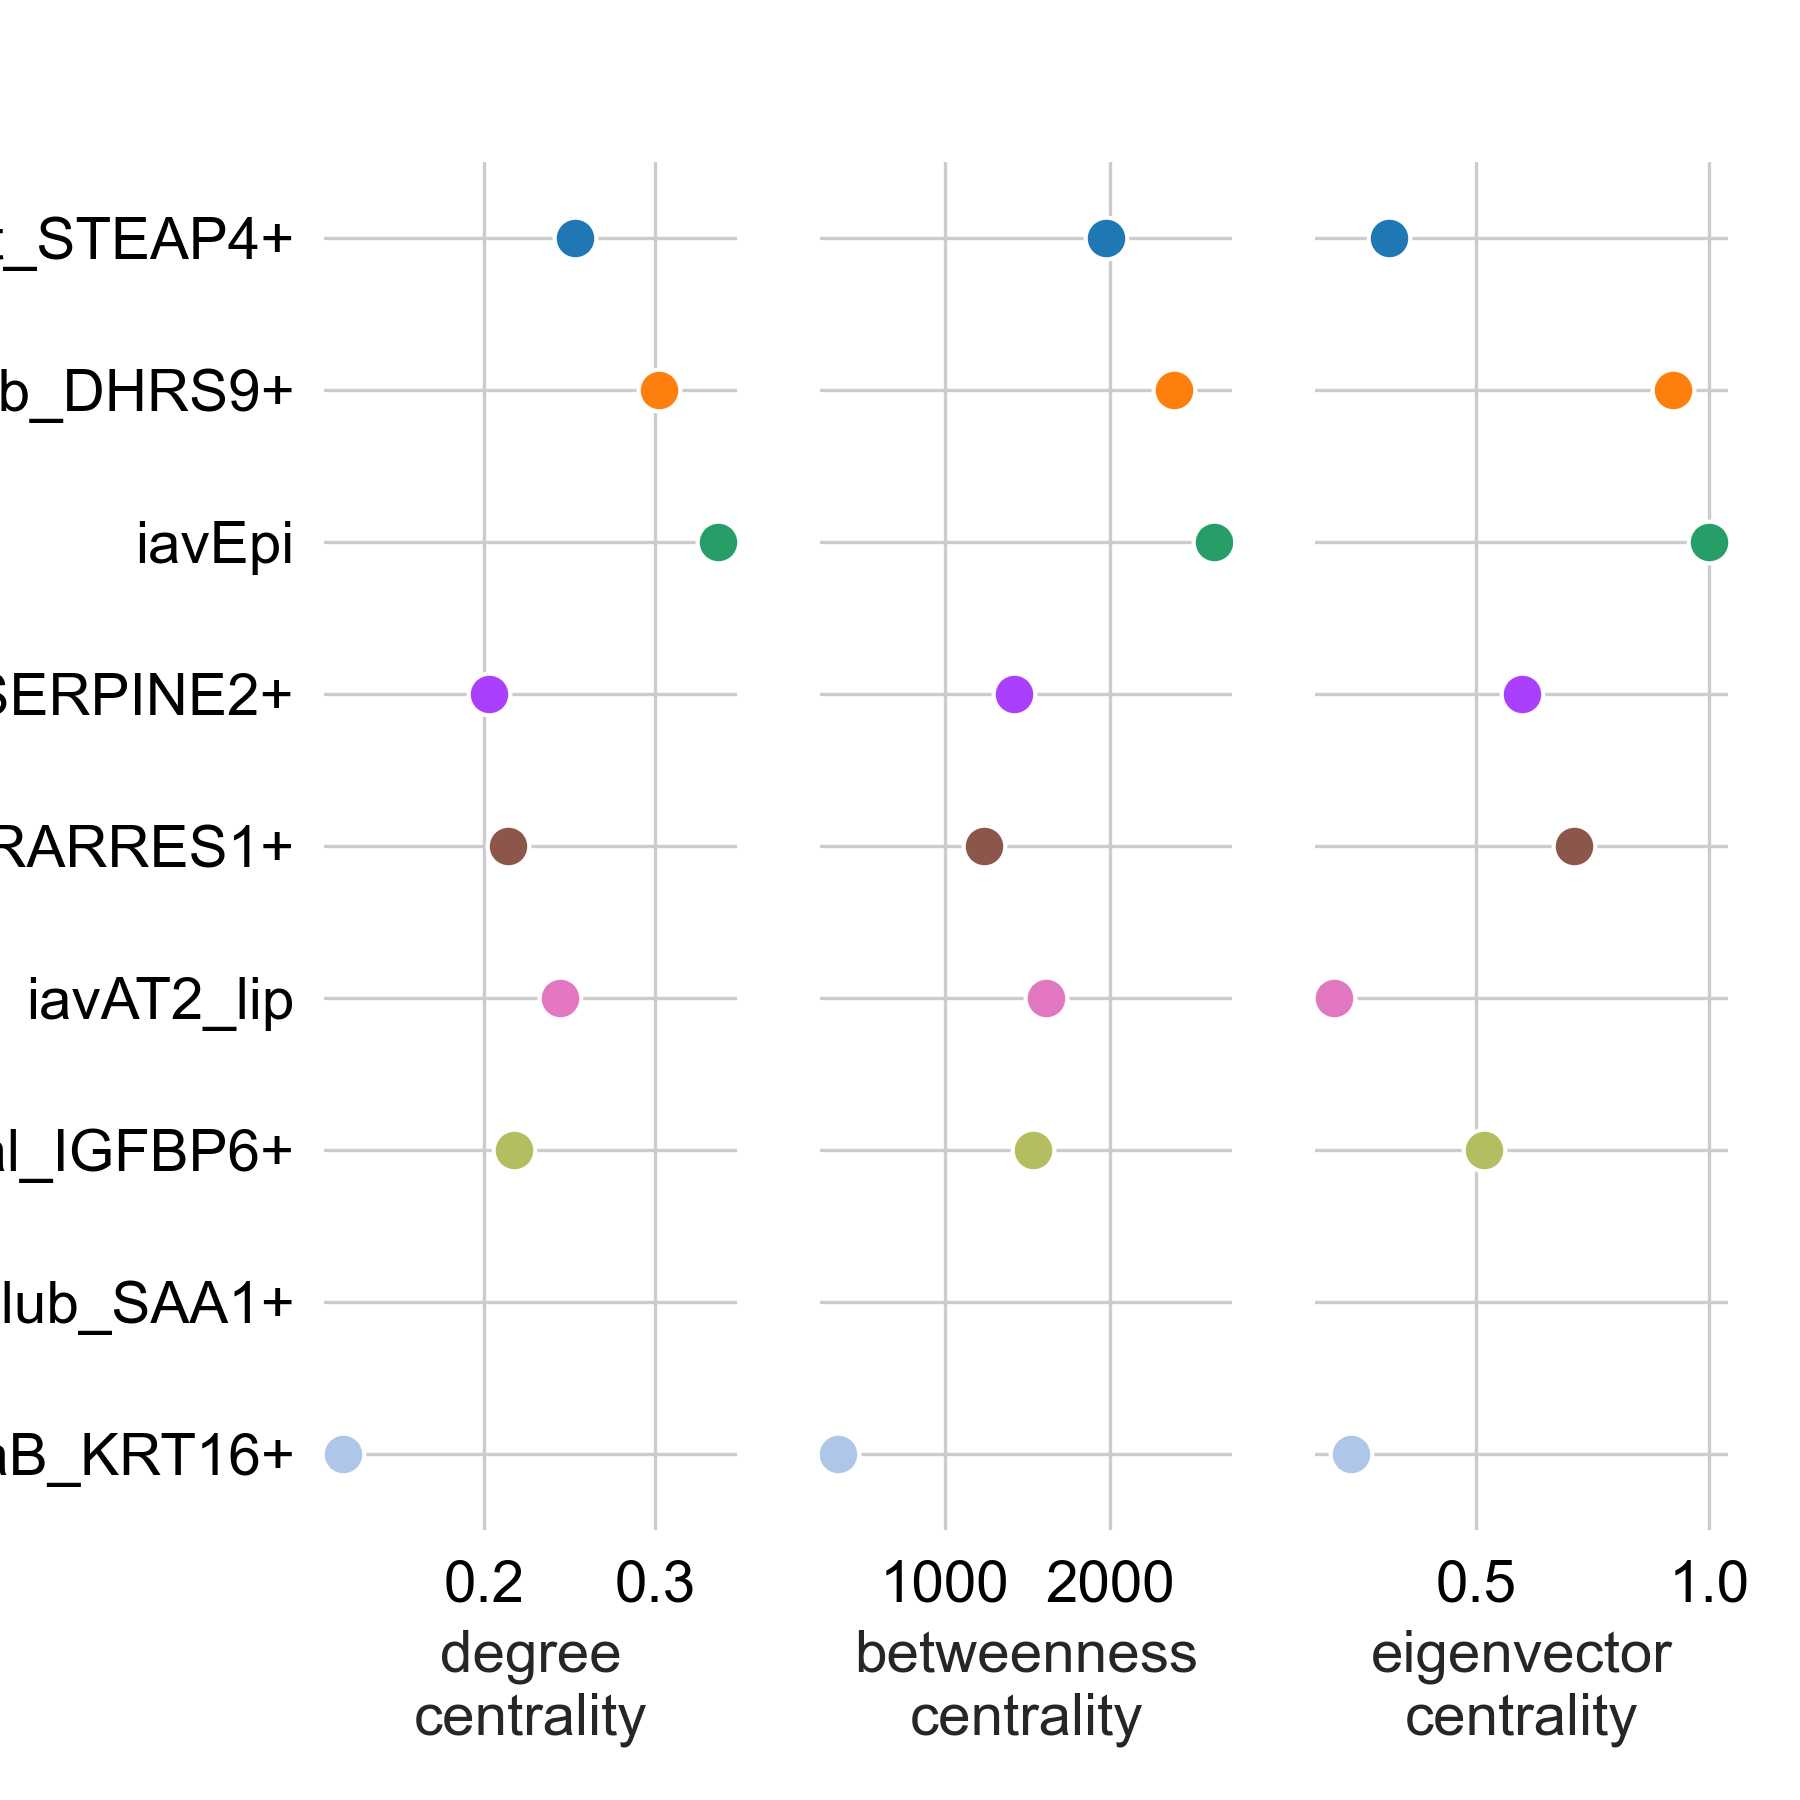 t_STEAP4+
b_DHRS9+
iavEpi
SERPINE2+
RARRES1+
iavAT2_lip
al_IGFBP6+
lub_SAA1+
aB_KRT16+
0.2 0.3 1000 2000 0.5 1.0
degree betweenness eigenvector
centrality centrality centrality